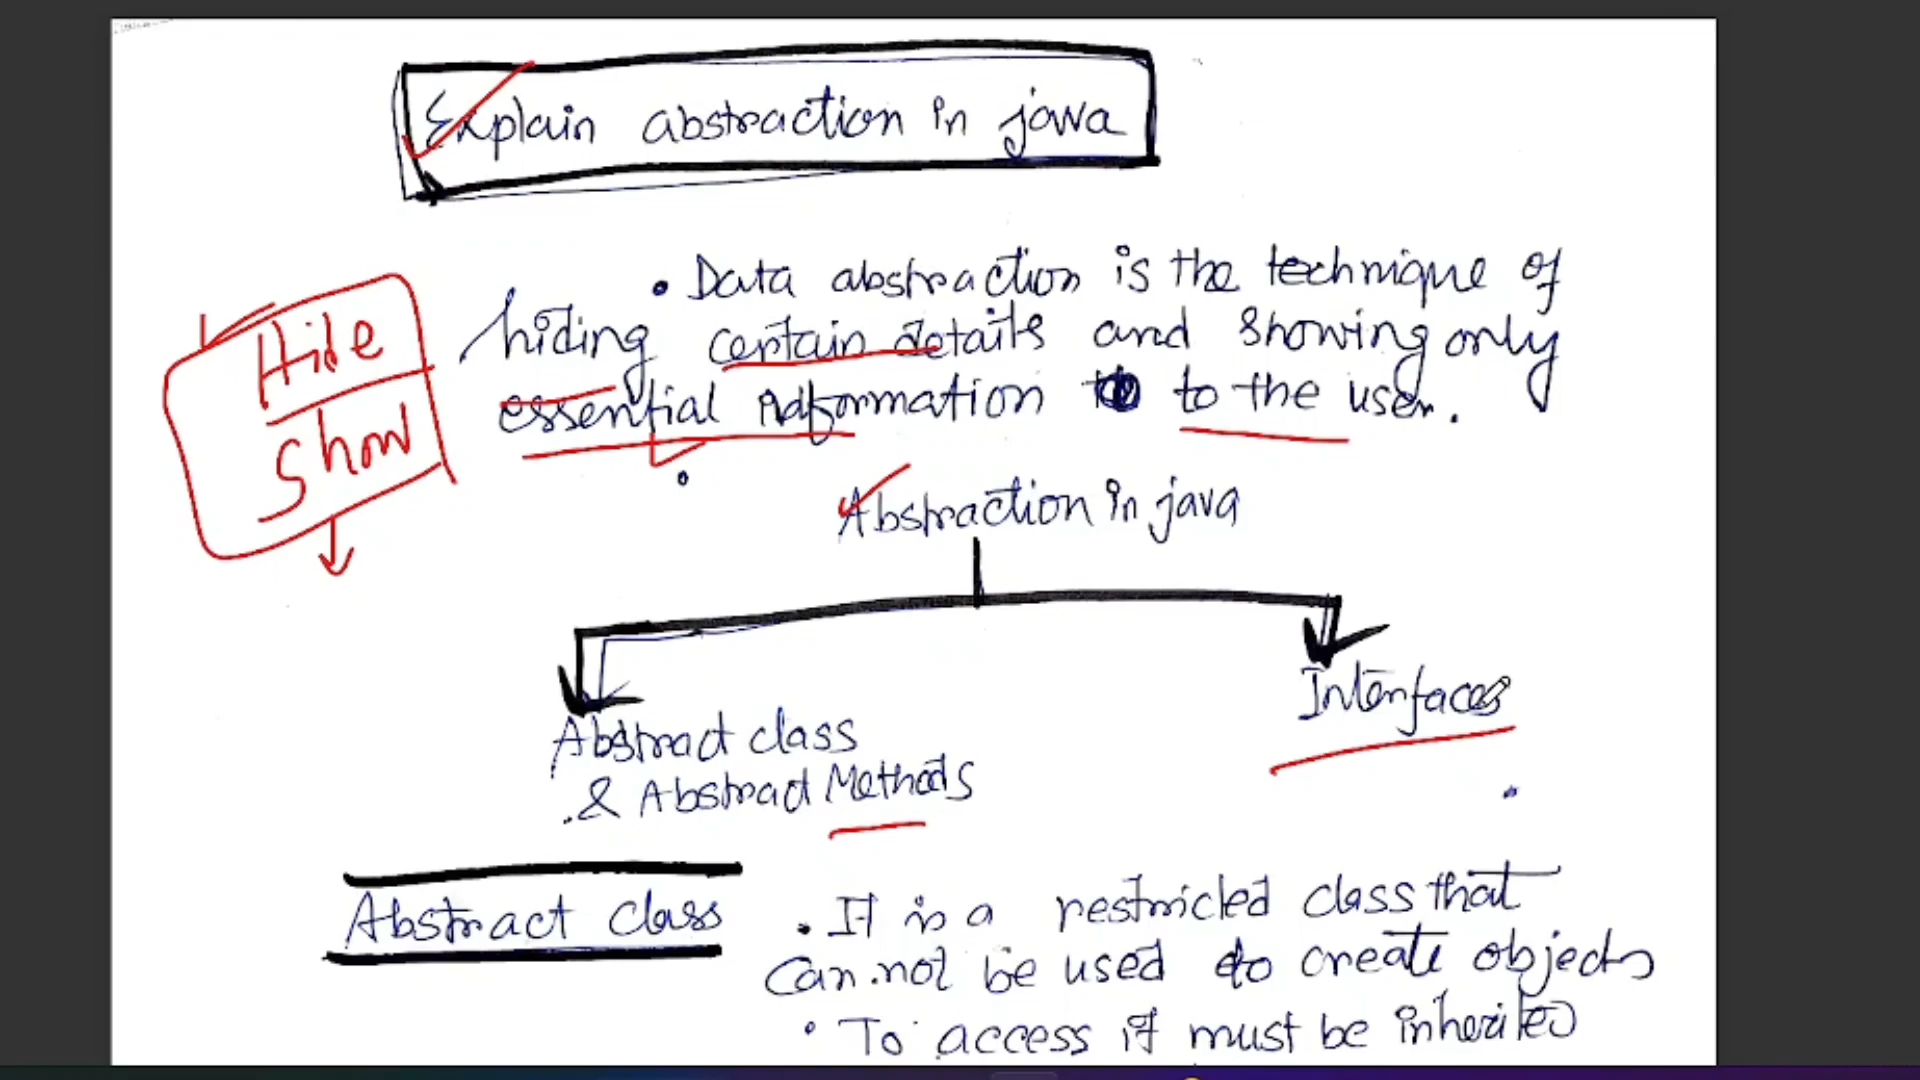 Explain abstraction in java
• Data abstraction is the technique of
hiding certain details and showing only
essential information to the user.
Hide
Show
Abstraction in java
Abstract class
& Abstract Methods
Interfaces
Abstract class
• It is a restricted class that
can not be used to create objects
• To access it must be inherited